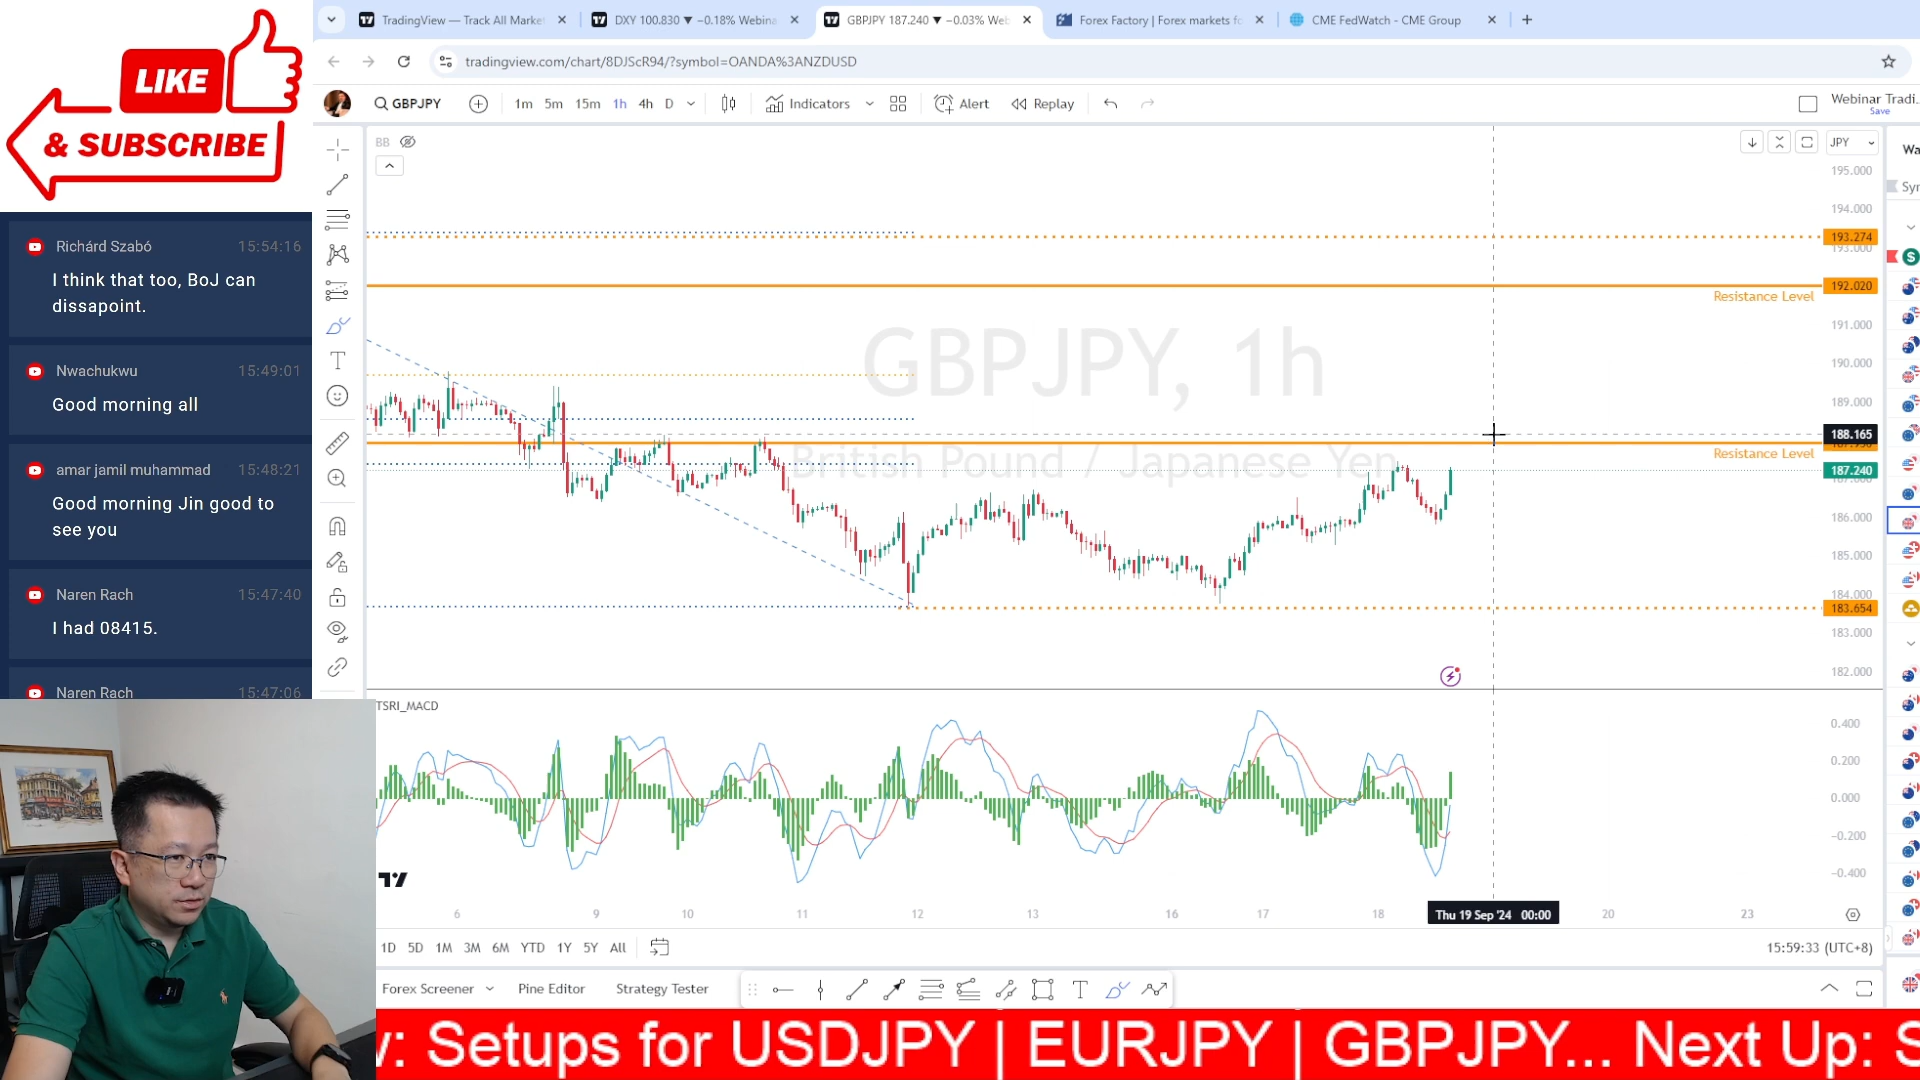 LIKE
& SUBSCRIBE
Richárd Szabó 15:54:16
I think that too, BoJ can
dissapoint.
Nwachukwu 15:49:01
Good morning all
amar jamil muhammad 15:48:21
Good morning Jin good to
see you
Naren Rach 15:47:40
I had 08415.
Naren Rach 15:47:06
TradingView — Track All Marke
DXY 100.830 ▼ −0.18% Webina
GBPJPY 187.240 ▼ −0.03% Web
Forex Factory | Forex markets fo
CME FedWatch - CME Group
tradingview.com/chart/8DJScR94/?symbol=OANDA%3ANZDUSD
GBPJPY 1m 5m 15m 1h 4h D Indicators Alert Replay
Webinar Tradi...
Save
BB
JPY
Wa
Syn
195.000
194.000
193.274
193.000
192.020
Resistance Level
191.000
190.000
189.000
188.165
Resistance Level
187.240
186.000
185.000
184.000
183.654
183.000
182.000
GBPJPY, 1h
British Pound / Japanese Yen
TSRI_MACD
0.400
0.200
0.000
−0.200
−0.400
6 9 10 11 12 13 16 17 18 Thu 19 Sep '24 00:00 20 23
1D 5D 1M 3M 6M YTD 1Y 5Y All
15:59:33 (UTC+8)
Forex Screener Pine Editor Strategy Tester
: Setups for USDJPY | EURJPY | GBPJPY... Next Up: S